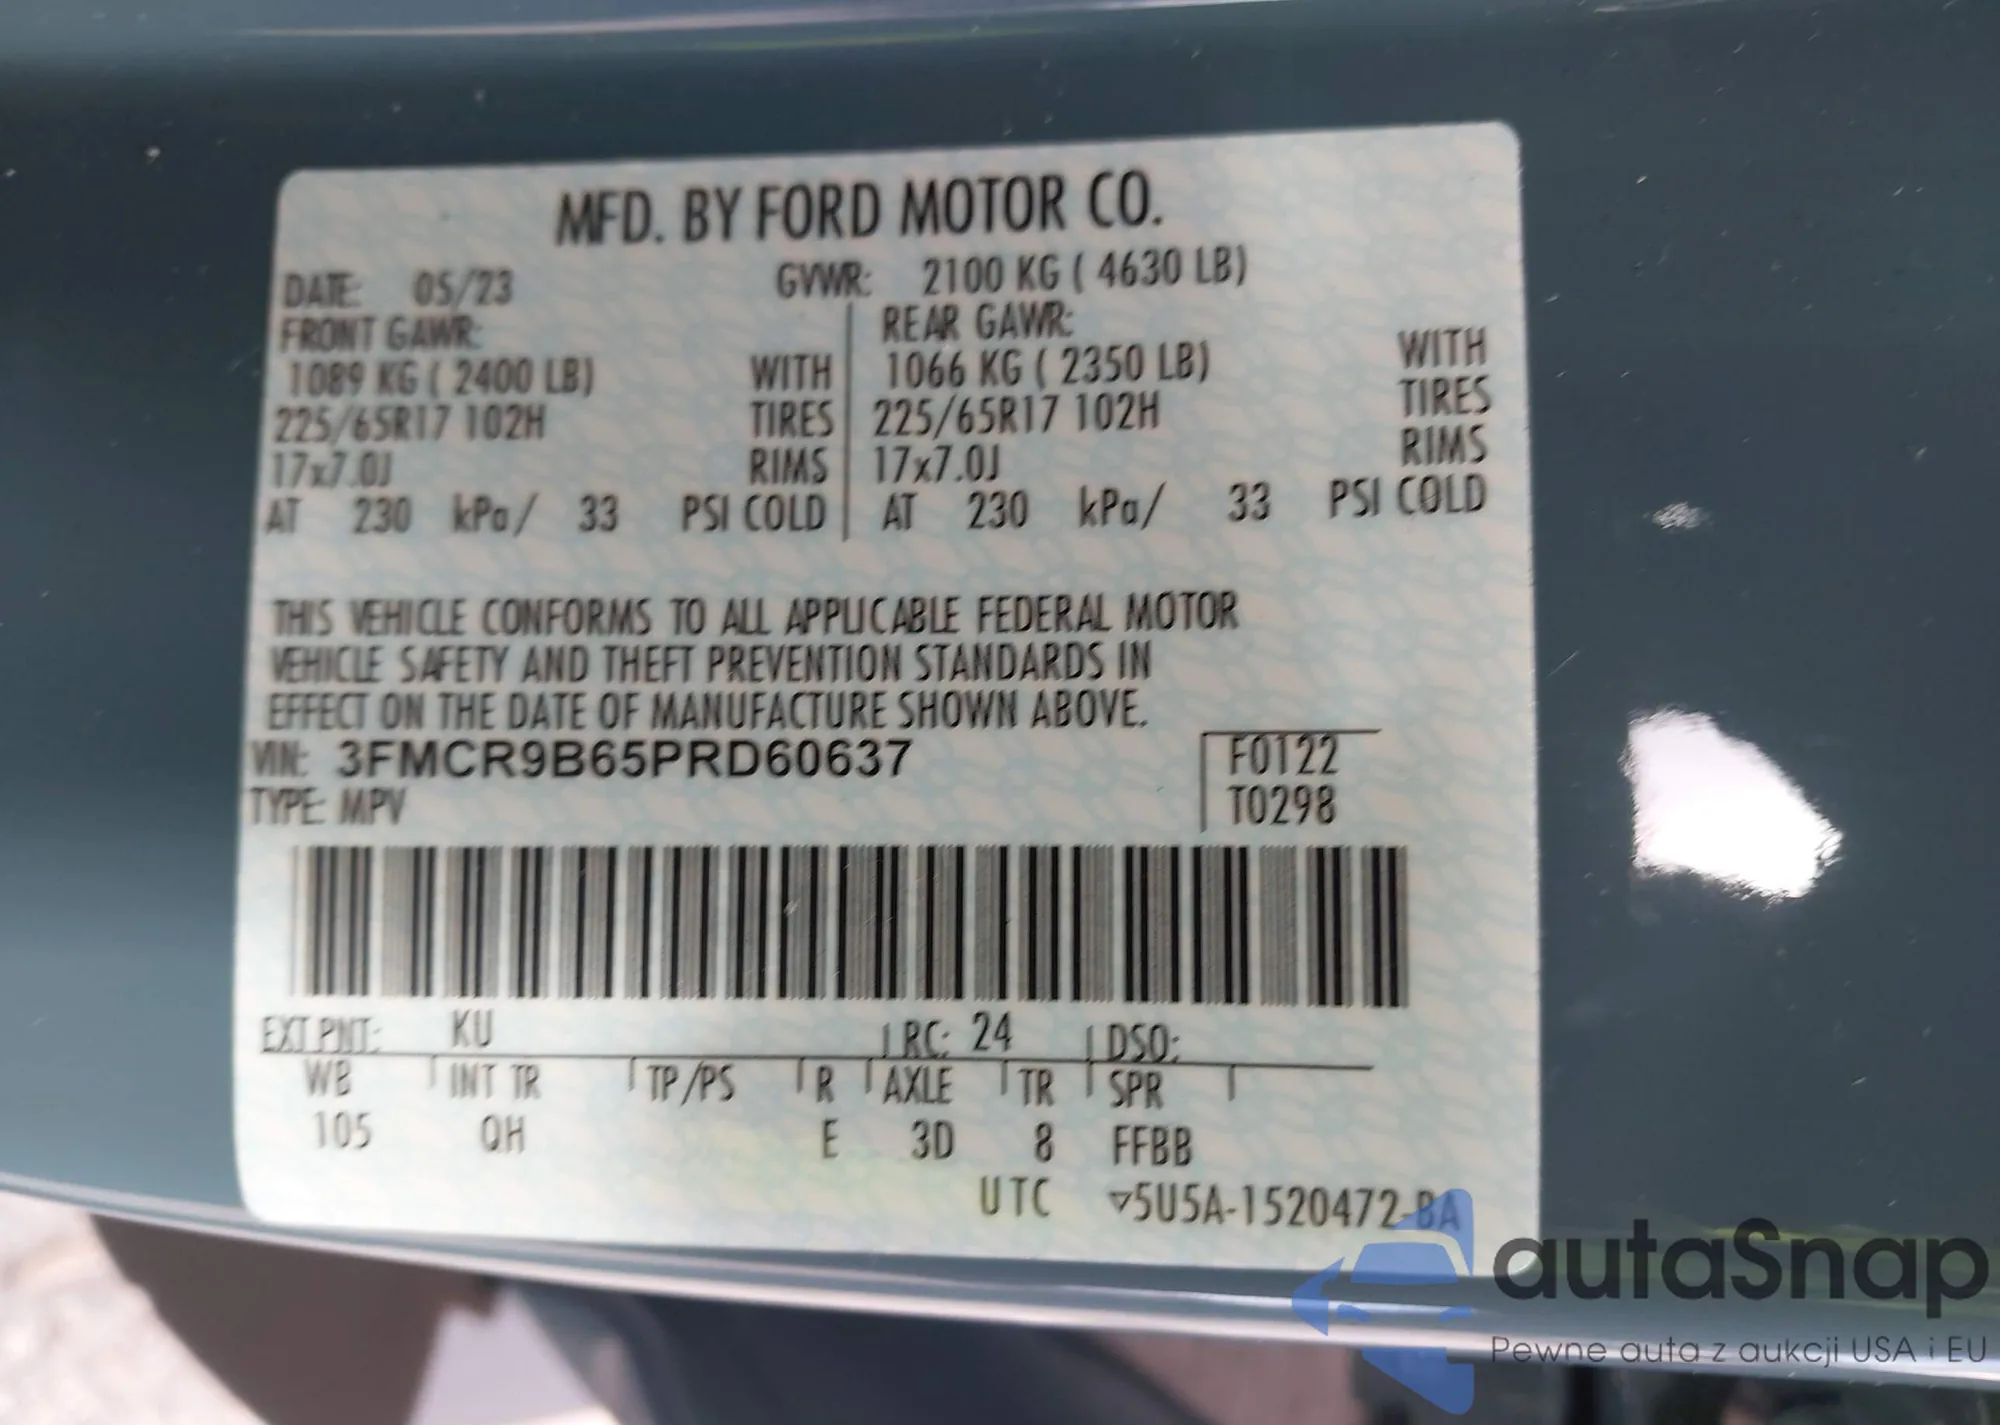 MFD. BY FORD MOTOR CO.
DATE: 05/23 GVWR: 2100 KG ( 4630 LB)
FRONT GAWR: REAR GAWR:
1089 KG ( 2400 LB) WITH 1066 KG ( 2350 LB) WITH
225/65R17 102H TIRES 225/65R17 102H TIRES
17x7.0J RIMS 17x7.0J RIMS
AT 230 kPa/ 33 PSI COLD AT 230 kPa/ 33 PSI COLD
THIS VEHICLE CONFORMS TO ALL APPLICABLE FEDERAL MOTOR
VEHICLE SAFETY AND THEFT PREVENTION STANDARDS IN
EFFECT ON THE DATE OF MANUFACTURE SHOWN ABOVE.
VIN: 3FMCR9B65PRD60637 F0122
TYPE: MPV T0298
EXT PNT: KU RC: 24 DSO:
WB INT TR TP/PS R AXLE TR SPR
105 QH E 3D 8 FFBB
UTC ▽5U5A-1520472-BA
autaSnap
Pewne auta z aukcji USA i EU